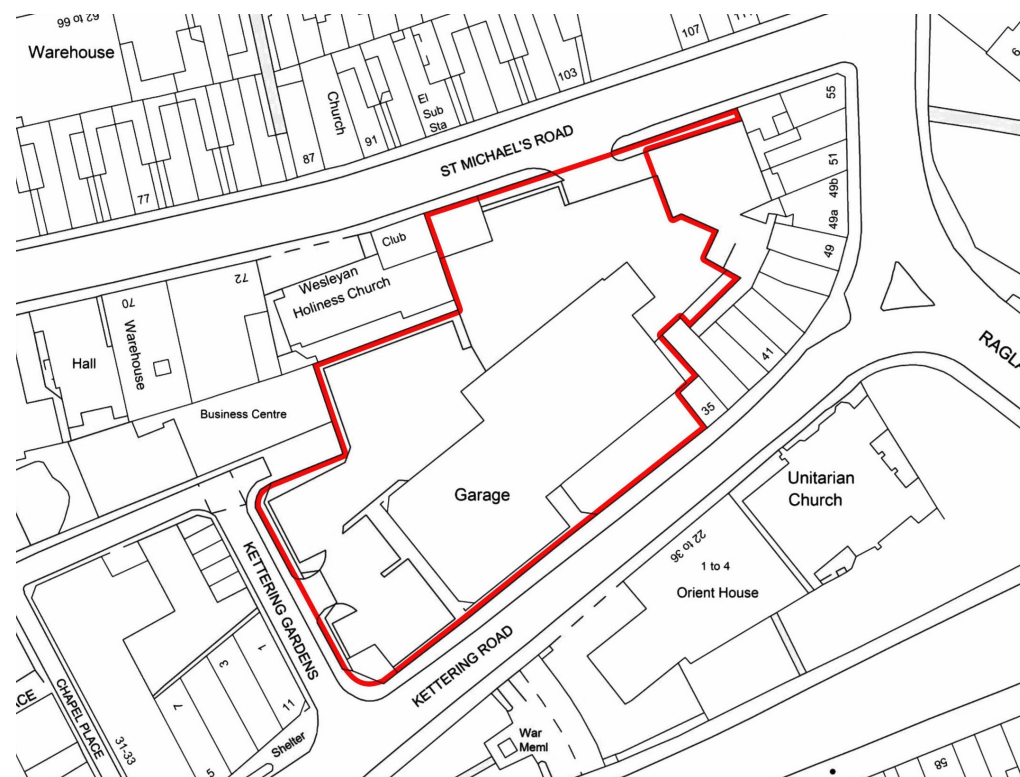 62 to 66
Warehouse
107
103
6
Church
El
Sub
Sta
91
87
77
ST MICHAEL'S ROAD
55
51
49b
49a
49
Club
72
Wesleyan
Holiness Church
70
Warehouse
Hall
Business Centre
41
35
Garage
Unitarian
Church
22 to 36
1 to 4
Orient House
KETTERING GARDENS
KETTERING ROAD
1
3
7
11
CHAPEL PLACE
31-33
5
Shelter
War
Meml
58